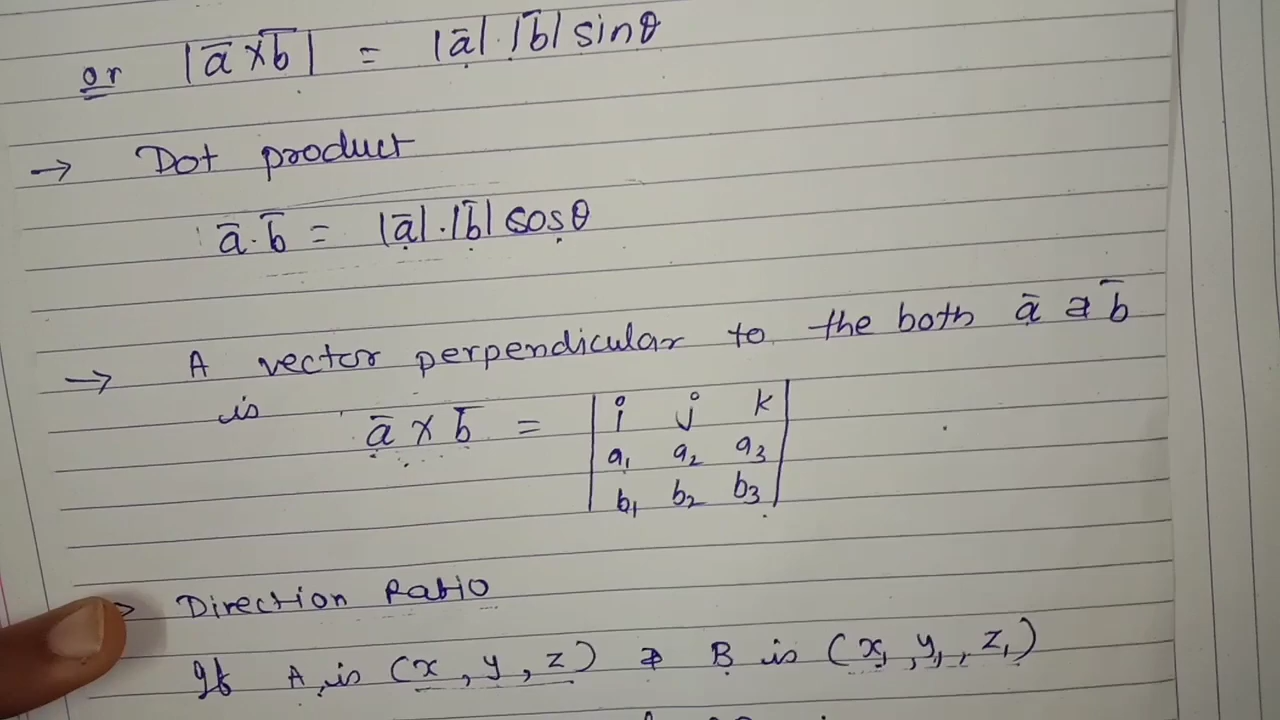 or |a̅ × b̅| = |a̅|.|b̅| sinθ
→ Dot product
a̅.b̅ = |a̅|.|b̅| cosθ
→ A vector perpendicular to the both a̅ & b̅
is a̅ × b̅ = | i j k |
| a₁ a₂ a₃ |
| b₁ b₂ b₃ |
→ Direction Ratio
If A is (x, y, z) & B is (x₁, y₁, z₁)